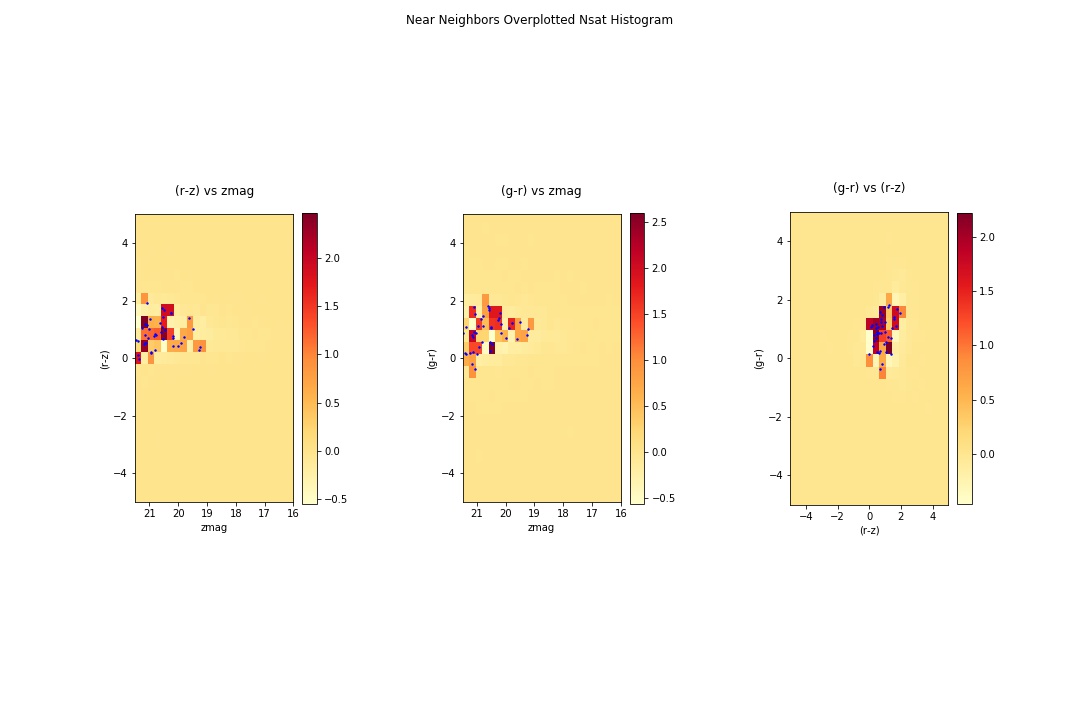 Near Neighbors Overplotted Nsat Histogram
(r-z) vs zmag
4
2
0
−2
−4
(r-z)
21 20 19 18 17 16
zmag
2.0
1.5
1.0
0.5
0.0
−0.5
(g-r) vs zmag
4
2
0
−2
−4
(g-r)
21 20 19 18 17 16
zmag
2.5
2.0
1.5
1.0
0.5
0.0
−0.5
(g-r) vs (r-z)
4
2
0
−2
−4
(g-r)
−4 −2 0 2 4
(r-z)
2.0
1.5
1.0
0.5
0.0